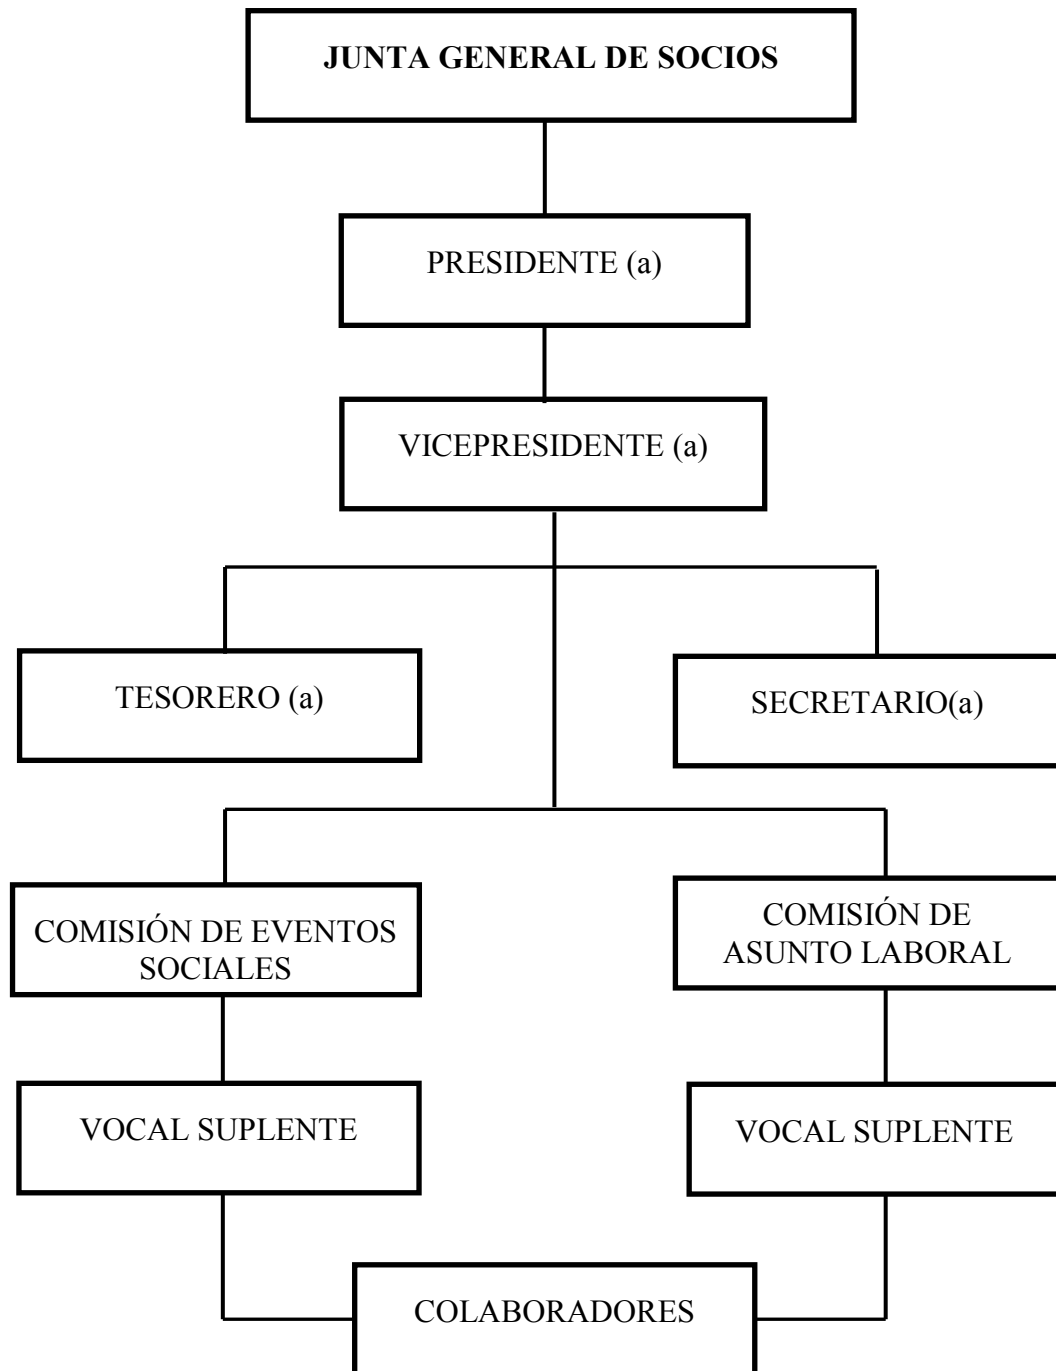 JUNTA GENERAL DE SOCIOS
PRESIDENTE (a)
VICEPRESIDENTE (a)
TESORERO (a)
SECRETARIO(a)
COMISIÓN DE EVENTOS
SOCIALES
COMISIÓN DE
ASUNTO LABORAL
VOCAL SUPLENTE
VOCAL SUPLENTE
COLABORADORES